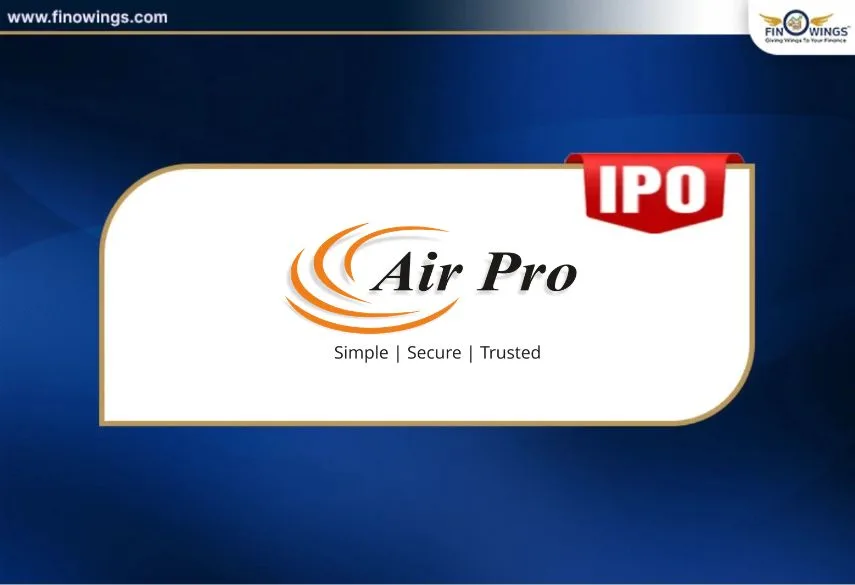 www.finowings.com
FINOWINGS
Giving Wings To Your Finance
IPO
Air Pro
Simple | Secure | Trusted